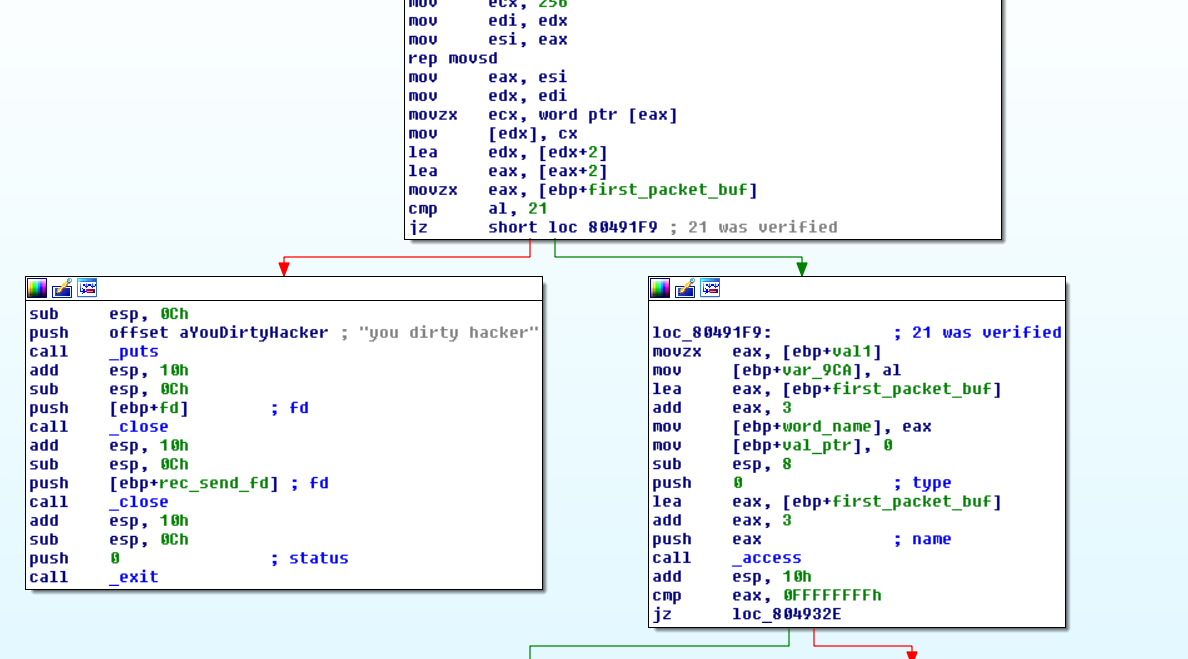 mov ecx, 256
mov edi, edx
mov esi, eax
rep movsd
mov eax, esi
mov edx, edi
movzx ecx, word ptr [eax]
mov [edx], cx
lea edx, [edx+2]
lea eax, [eax+2]
movzx eax, [ebp+first_packet_buf]
cmp al, 21
jz short loc_80491F9 ; 21 was verified
sub esp, 0Ch
push offset aYouDirtyHacker ; "you dirty hacker"
call _puts
add esp, 10h
sub esp, 0Ch
push [ebp+fd] ; fd
call _close
add esp, 10h
sub esp, 0Ch
push [ebp+rec_send_fd] ; fd
call _close
add esp, 10h
sub esp, 0Ch
push 0 ; status
call _exit
loc_80491F9: ; 21 was verified
movzx eax, [ebp+val1]
mov [ebp+var_9CA], al
lea eax, [ebp+first_packet_buf]
add eax, 3
mov [ebp+word_name], eax
mov [ebp+val_ptr], 0
sub esp, 8
push 0 ; type
lea eax, [ebp+first_packet_buf]
add eax, 3
push eax ; name
call _access
add esp, 10h
cmp eax, 0FFFFFFFFh
jz loc_804932E